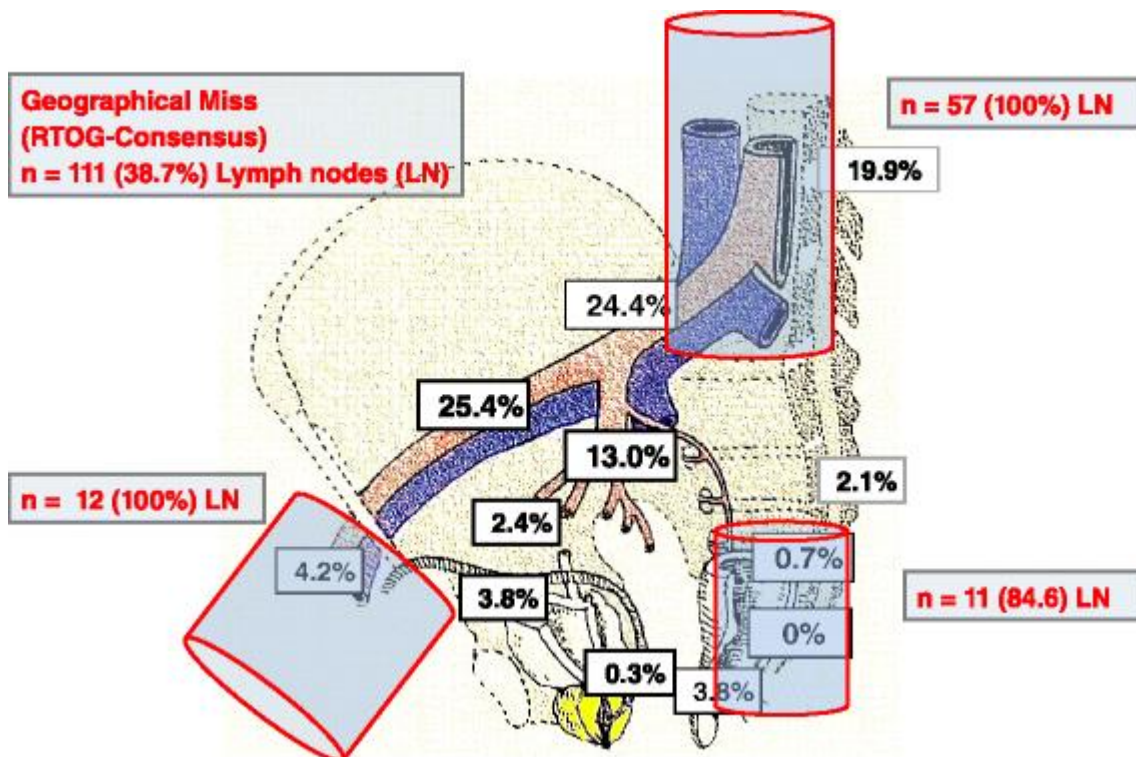 Geographical Miss
(RTOG-Consensus)
n = 111 (38.7%) Lymph nodes (LN)
n = 57 (100%) LN
19.9%
24.4%
25.4%
13.0%
2.1%
n = 12 (100%) LN
2.4%
4.2%
0.7%
3.8%
n = 11 (84.6) LN
0%
0.3%
3.8%